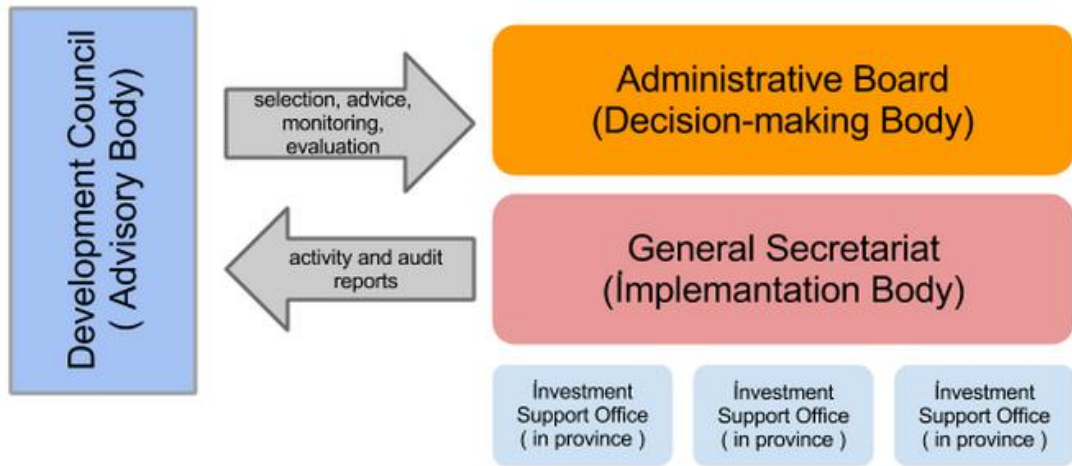 Development Council
( Advisory Body)
selection, advice,
monitoring,
evaluation
activity and audit
reports
Administrative Board
(Decision-making Body)
General Secretariat
(İmplemantation Body)
İnvestment
Support Office
( in province )
İnvestment
Support Office
( in province )
İnvestment
Support Office
( in province )